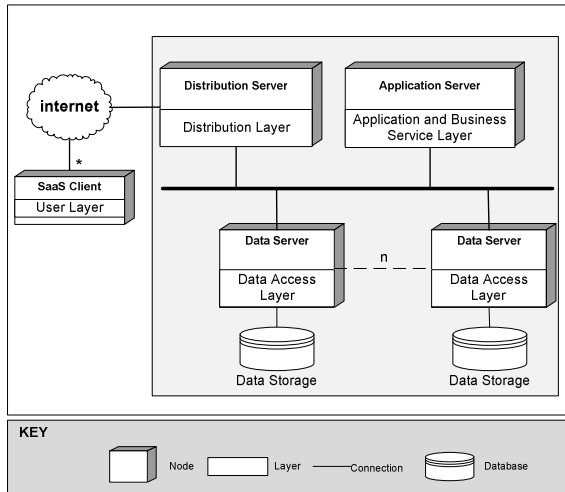 Distribution Server
Distribution Layer
Application Server
Application and Business
Service Layer
internet
*
SaaS Client
User Layer
Data Server
Data Access
Layer
n
Data Server
Data Access
Layer
Data Storage
Data Storage
KEY
Node
Layer
Connection
Database